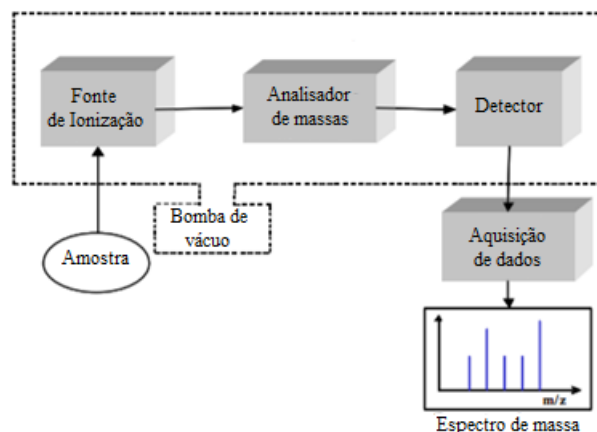 Fonte
de Ionização
Analisador
de massas
Detector
Bomba de
vácuo
Amostra
Aquisição
de dados
m/z
Espectro de massa